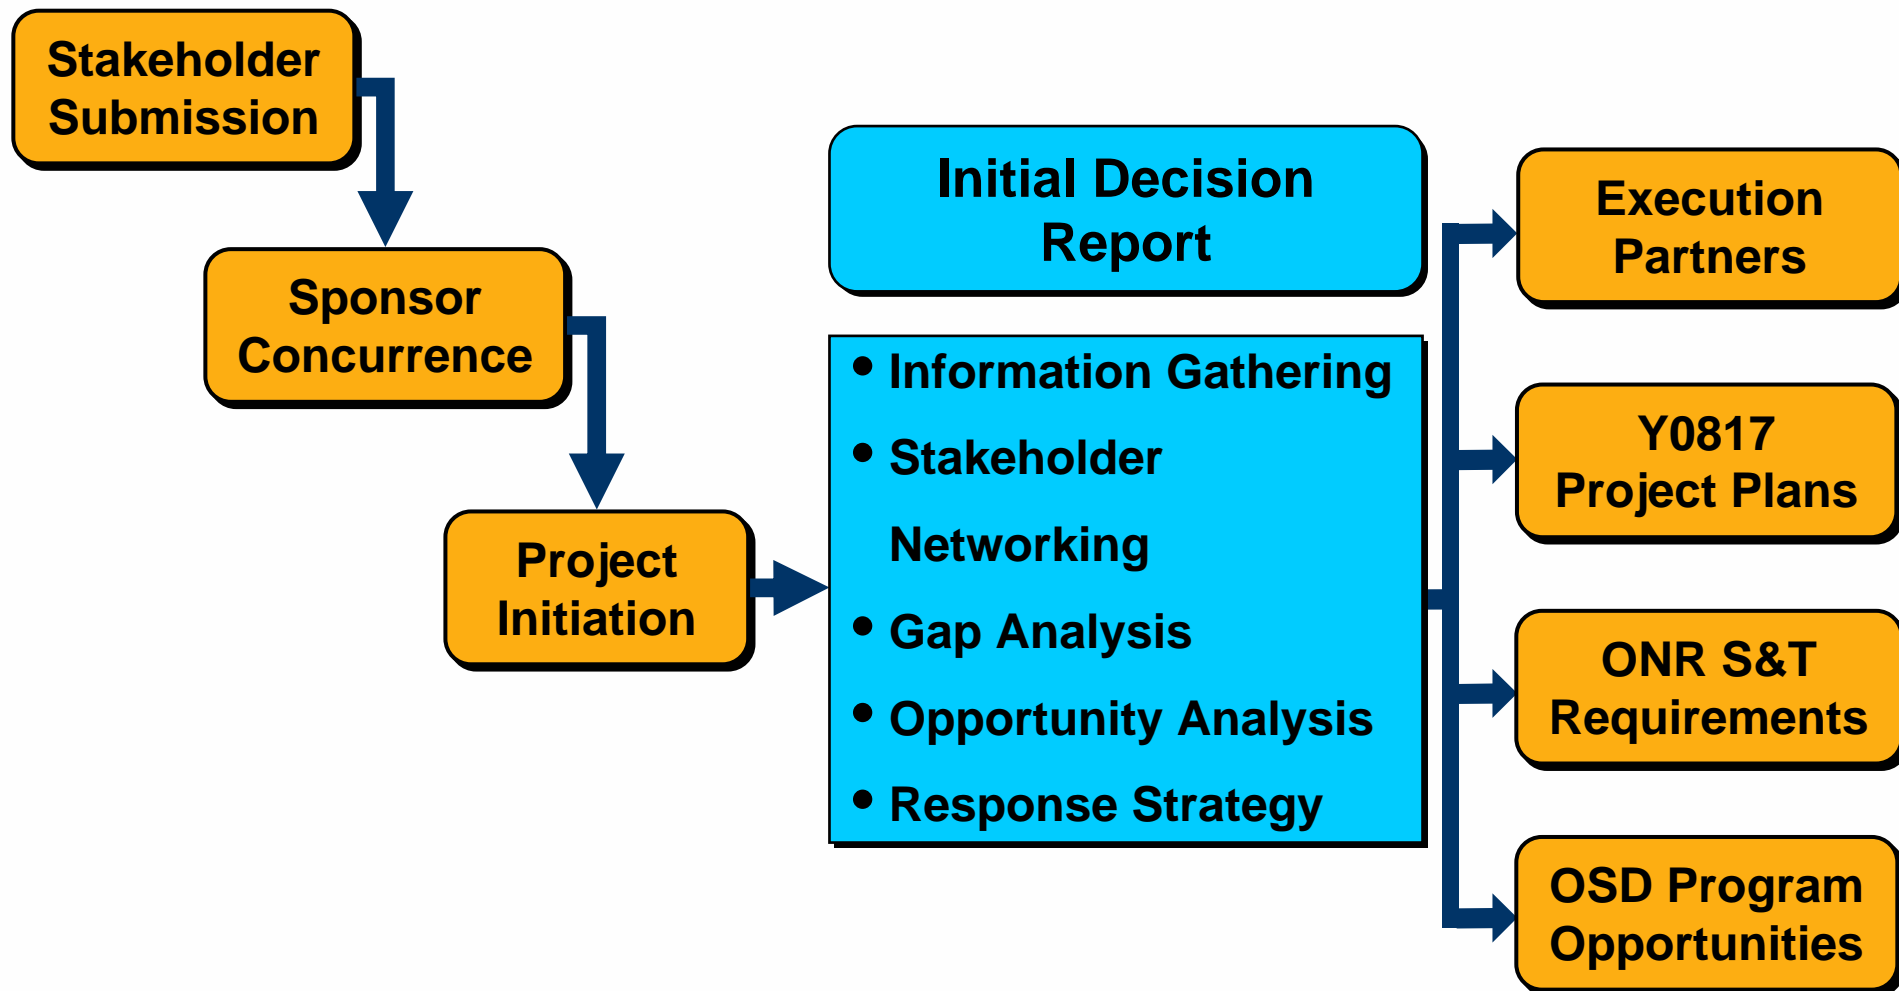 Stakeholder
Submission
Sponsor
Concurrence
Project
Initiation
Initial Decision
Report
• Information Gathering
• Stakeholder
Networking
• Gap Analysis
• Opportunity Analysis
• Response Strategy
Execution
Partners
Y0817
Project Plans
ONR S&T
Requirements
OSD Program
Opportunities